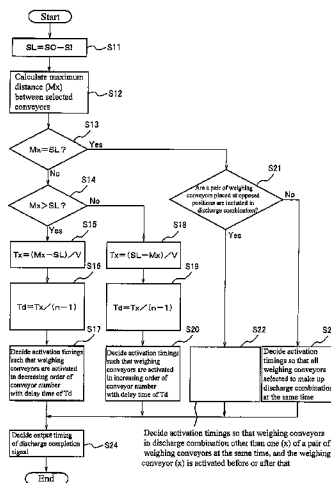 Start
SL=SO-SI
S11
Calculate maximum
distance (Mx)
between selected
conveyors
S12
S13
Mx=SL?
Yes
No
S14
Mx>SL?
No
Yes
S21
Are a pair of weighing
conveyors placed at opposed
positions are included in
discharge combination?
No
Yes
S15
Tx=(Mx-SL)/V
S18
Tx=(SL-Mx)/V
S16
Td=Tx/(n-1)
S19
Td=Tx/(n-1)
S17
Decide activation timings
such that weighing
conveyors are activated
in decreasing order of
conveyor number
with delay time of Td
S20
Decide activation timings
such that weighing
conveyors are activated
in increasing order of
conveyor number
with delay time of Td
S22
Decide activation
timings so that all
weighing conveyors
selected to make up
discharge combination
at the same time
Decide activation timings so that weighing conveyors
in discharge combination other than one (x) of a pair of
weighing conveyors at the same time, and the weighing
conveyor (x) is activated before or after that
Decide output timing
of discharge completion
signal
S24
End